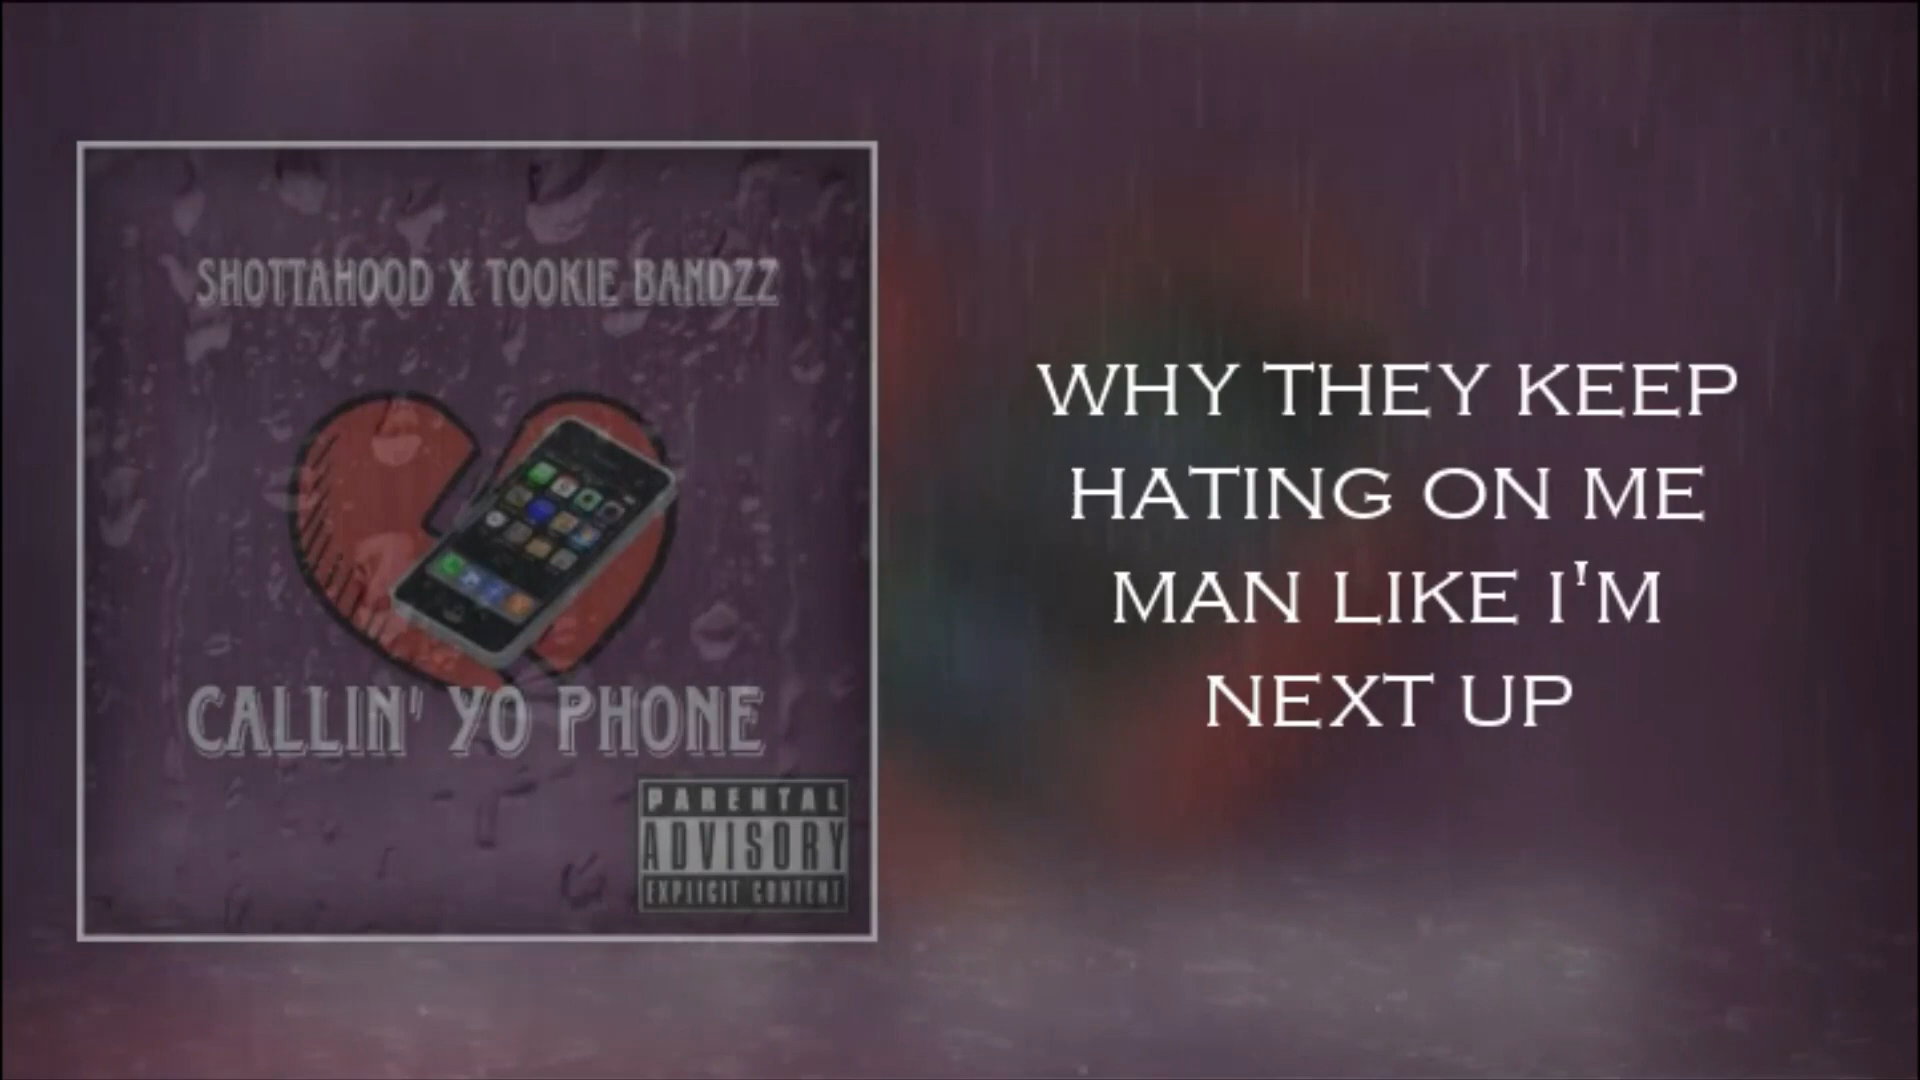 SHOTTAHOOD X TOOKIE BANDZZ
CALLIN' YO PHONE
PARENTAL
ADVISORY
EXPLICIT CONTENT
WHY THEY KEEP
HATING ON ME
MAN LIKE I'M
NEXT UP